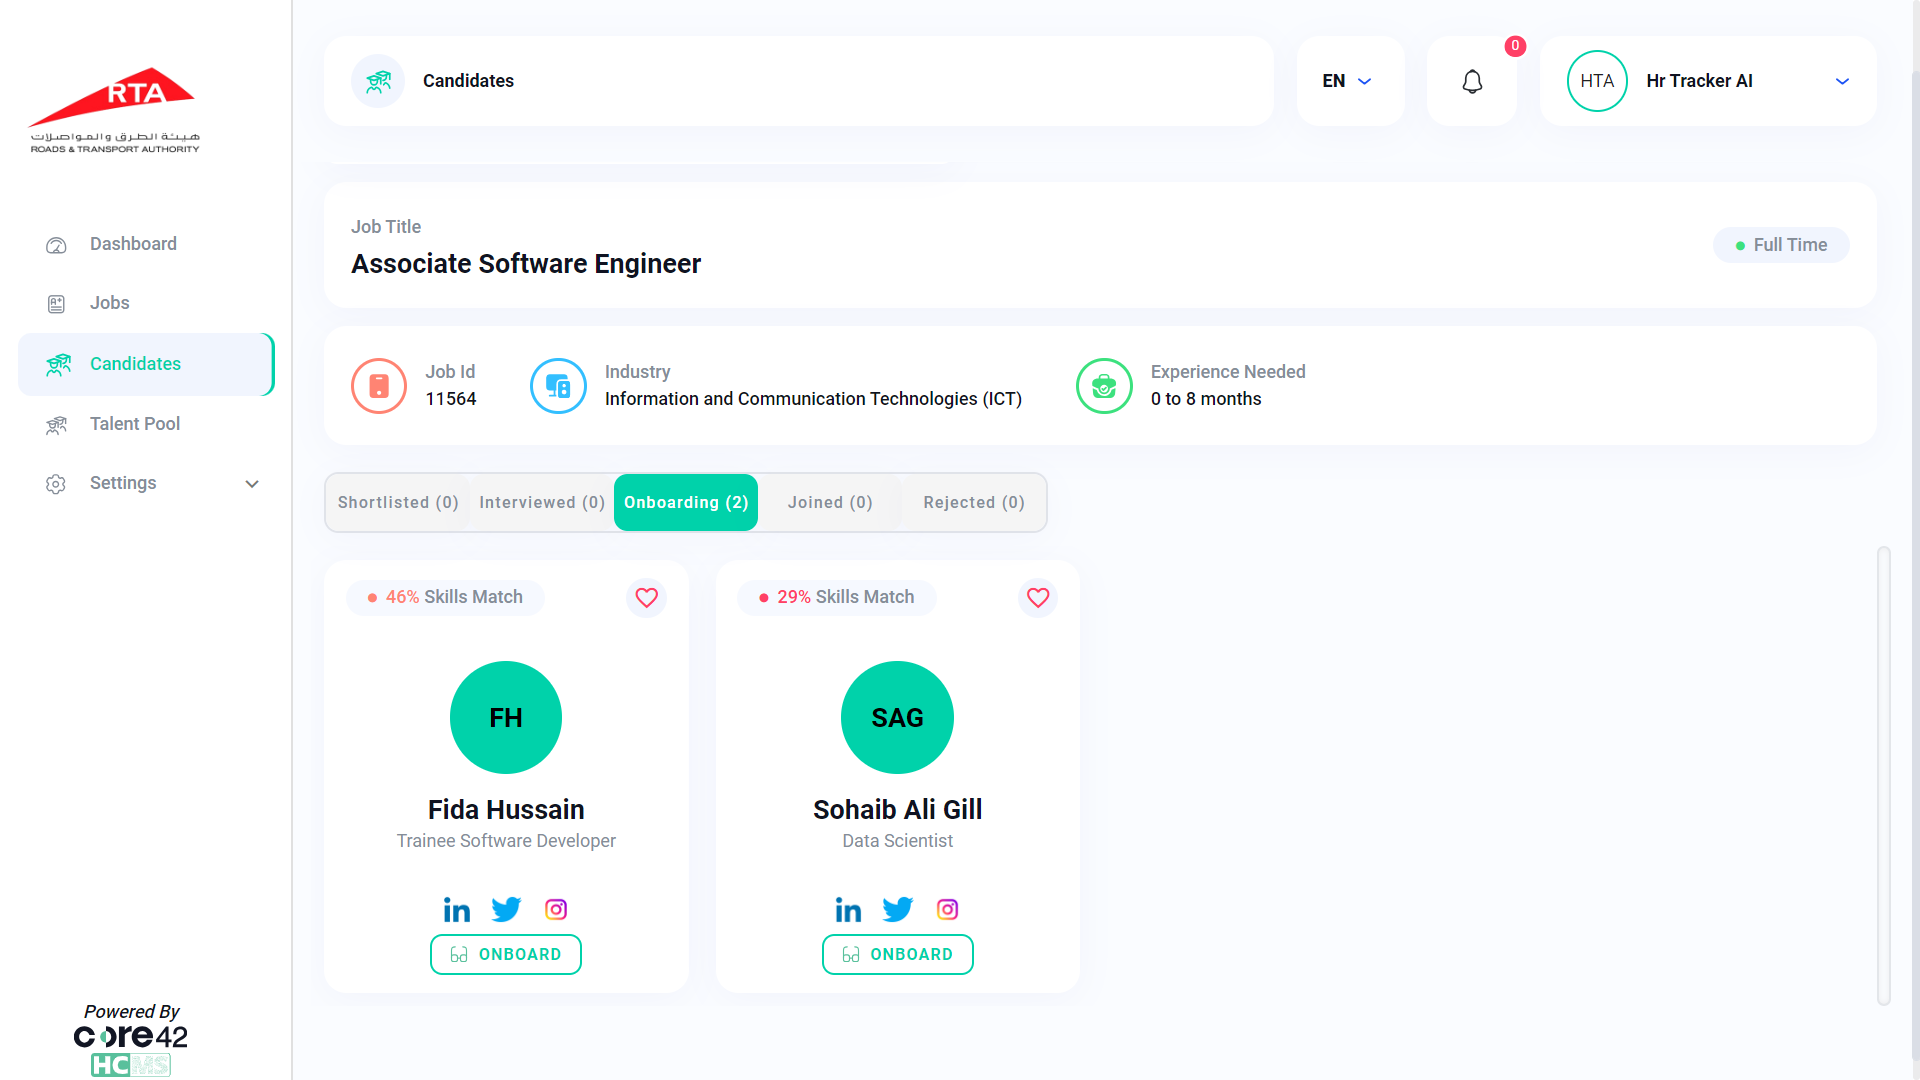 RTA
هيئة الطرق والمواصلات
ROADS & TRANSPORT AUTHORITY
Dashboard
Jobs
Candidates
Talent Pool
Settings
Powered By
core42
HCMS
Candidates
EN
0
HTA
Hr Tracker AI
Job Title
Associate Software Engineer
Full Time
Job Id
11564
Industry
Information and Communication Technologies (ICT)
Experience Needed
0 to 8 months
Shortlisted (0)
Interviewed (0)
Onboarding (2)
Joined (0)
Rejected (0)
46% Skills Match
FH
Fida Hussain
Trainee Software Developer
in
ONBOARD
29% Skills Match
SAG
Sohaib Ali Gill
Data Scientist
in
ONBOARD